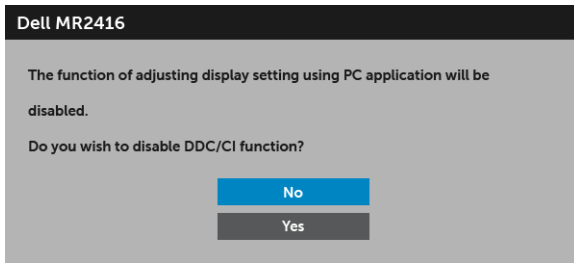 Dell MR2416
The function of adjusting display setting using PC application will be
disabled.
Do you wish to disable DDC/CI function?
No
Yes